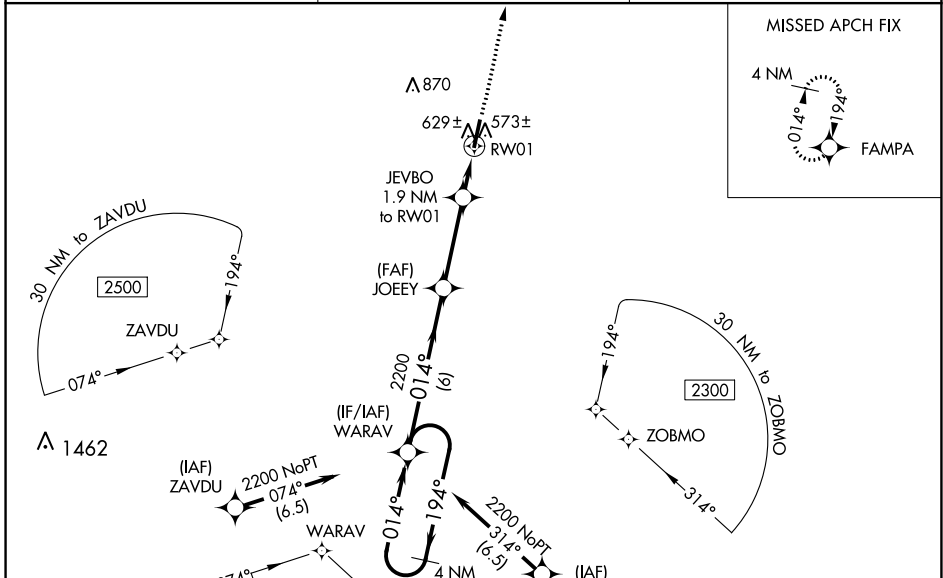 MISSED APCH FIX
4 NM
014°
194°
FAMPA
870
629±
573±
RW01
JEVBO
1.9 NM
to RW01
30 NM to ZAVDU
2500
194°
ZAVDU
074°
(FAF)
JOEEY
2200
014°
(6)
30 NM to ZOBMO
194°
2300
ZOBMO
314°
(IF/IAF)
WARAV
1462
(IAF)
ZAVDU
2200 NoPT
074°
(6.5)
014°
194°
2200 NoPT
314°
(6.5)
WARAV
4 NM
(IAF)